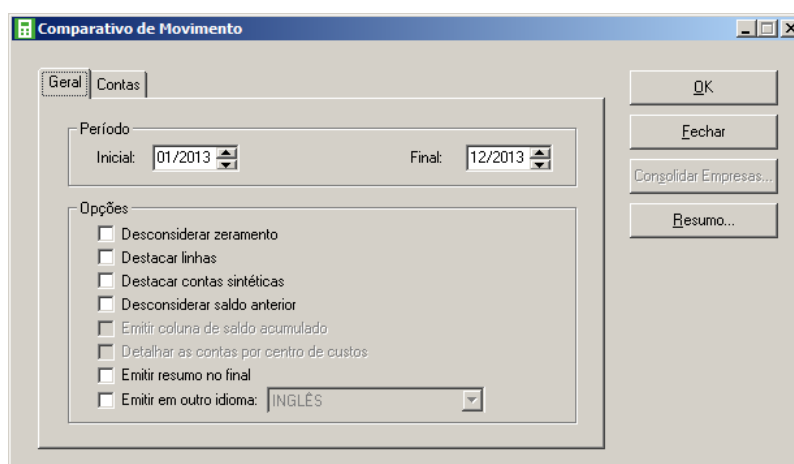 Comparativo de Movimento
Geral Contas
Período
Inicial: 01/2013 Final: 12/2013
Opções
Desconsiderar zeramento
Destacar linhas
Destacar contas sintéticas
Desconsiderar saldo anterior
Emitir coluna de saldo acumulado
Detalhar as contas por centro de custos
Emitir resumo no final
Emitir em outro idioma: INGLÊS
OK
Fechar
Consolidar Empresas...
Resumo...